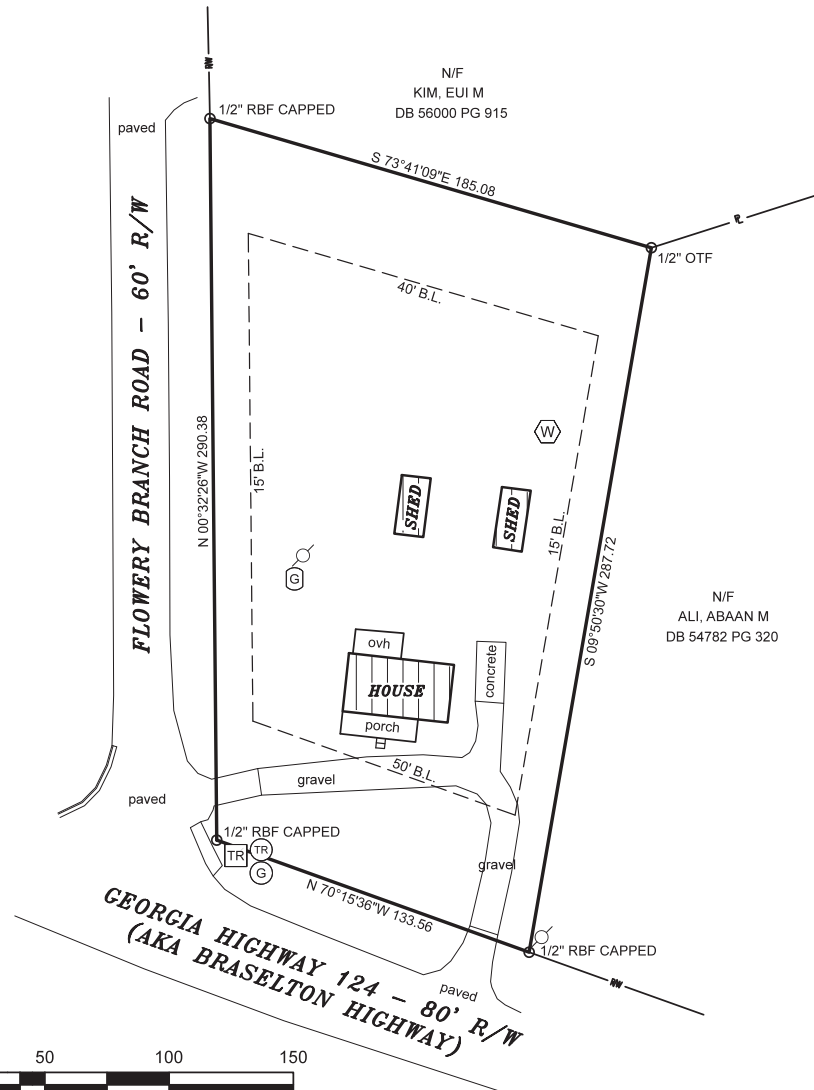 R/W
N/F
KIM, EUI M
DB 56000 PG 915
1/2" RBF CAPPED
paved
S 73°41'09"E 185.08
1/2" OTF
40' B.L.
FLOWERY BRANCH ROAD - 60' R/W
N 00°32'26"W 290.38
15' B.L.
W
SHED
SHED
15' B.L.
S 09°50'30"W 287.72
G
N/F
ALI, ABAAN M
DB 54782 PG 320
ovh
HOUSE
porch
concrete
50' B.L.
gravel
paved
1/2" RBF CAPPED
TR
TR
G
gravel
N 70°15'36"W 133.56
1/2" RBF CAPPED
GEORGIA HIGHWAY 124 - 80' R/W
(AKA BRASELTON HIGHWAY)
paved
R/W
50 100 150